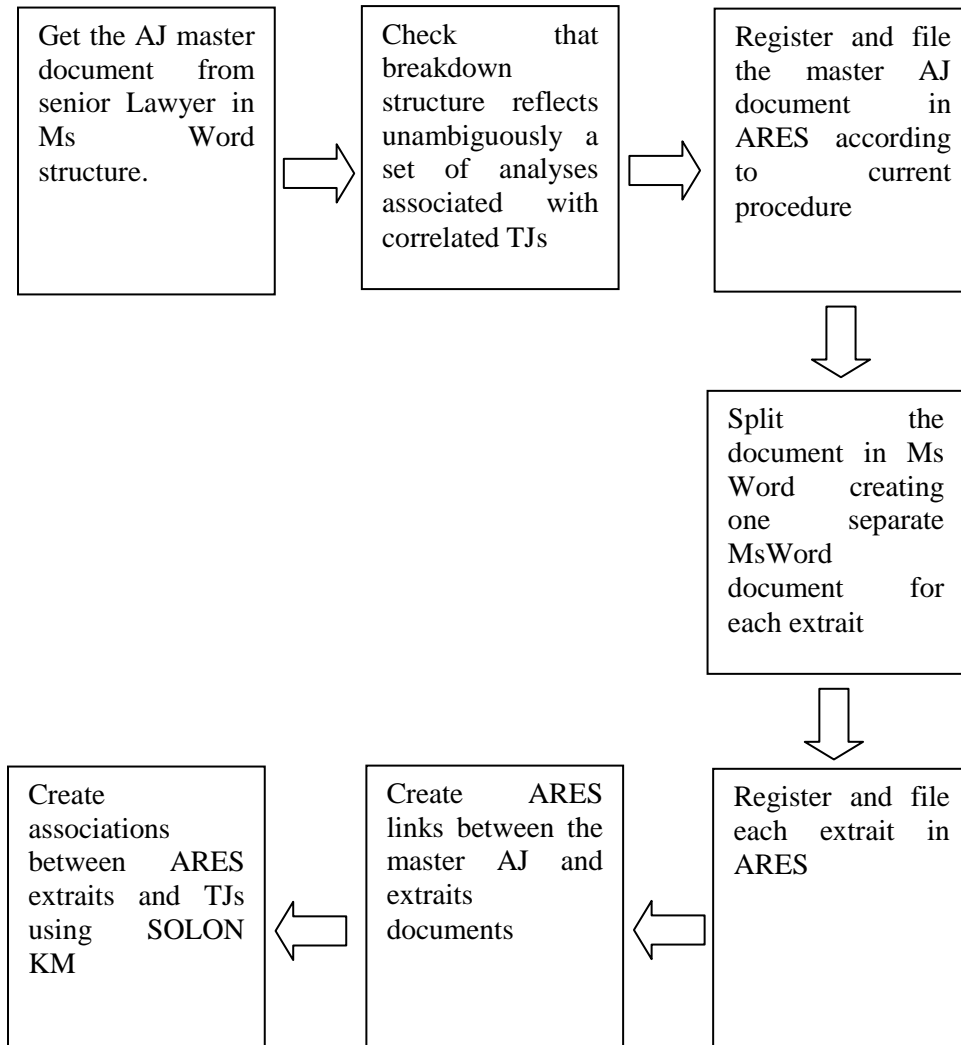 Get the AJ master
document from
senior Lawyer in
Ms Word
structure.
Check that
breakdown
structure reflects
unambiguously a
set of analyses
associated with
correlated TJs
Register and file
the master AJ
document in
ARES according
to current
procedure
Split the
document in Ms
Word creating
one separate
MsWord
document for
each extrait
Register and file
each extrait in
ARES
Create ARES
links between the
master AJ and
extraits
documents
Create
associations
between ARES
extraits and TJs
using SOLON
KM